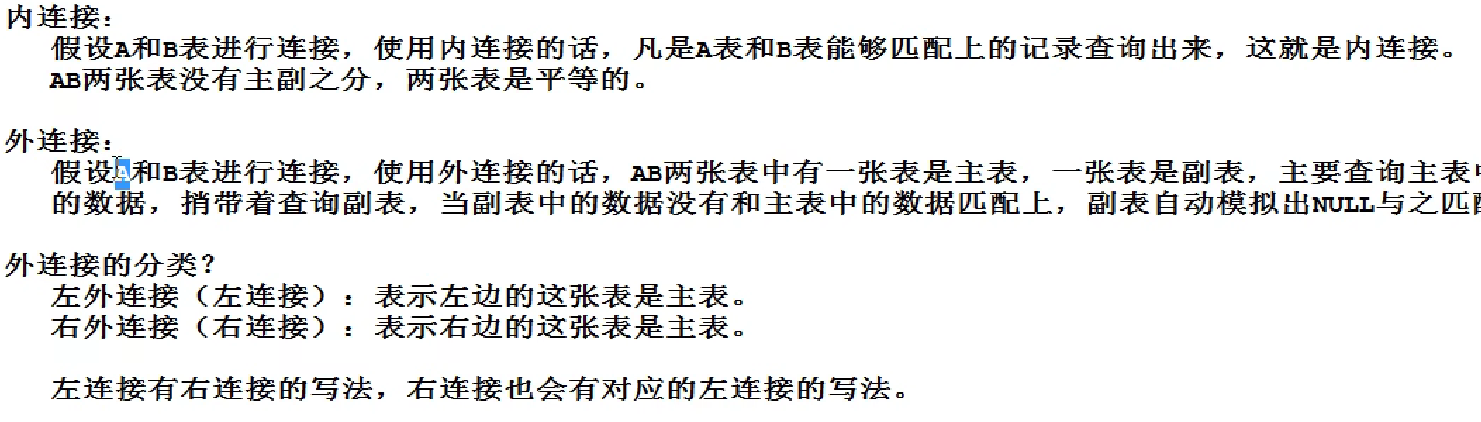 内连接：
假设A和B表进行连接，使用内连接的话，凡是A表和B表能够匹配上的记录查询出来，这就是内连接。
AB两张表没有主副之分，两张表是平等的。
外连接：
假设A和B表进行连接，使用外连接的话，AB两张表中有一张表是主表，一张表是副表，主要查询主表中
的数据，捎带着查询副表，当副表中的数据没有和主表中的数据匹配上，副表自动模拟出NULL与之匹配
外连接的分类？
左外连接（左连接）：表示左边的这张表是主表。
右外连接（右连接）：表示右边的这张表是主表。
左连接有右连接的写法，右连接也会有对应的左连接的写法。